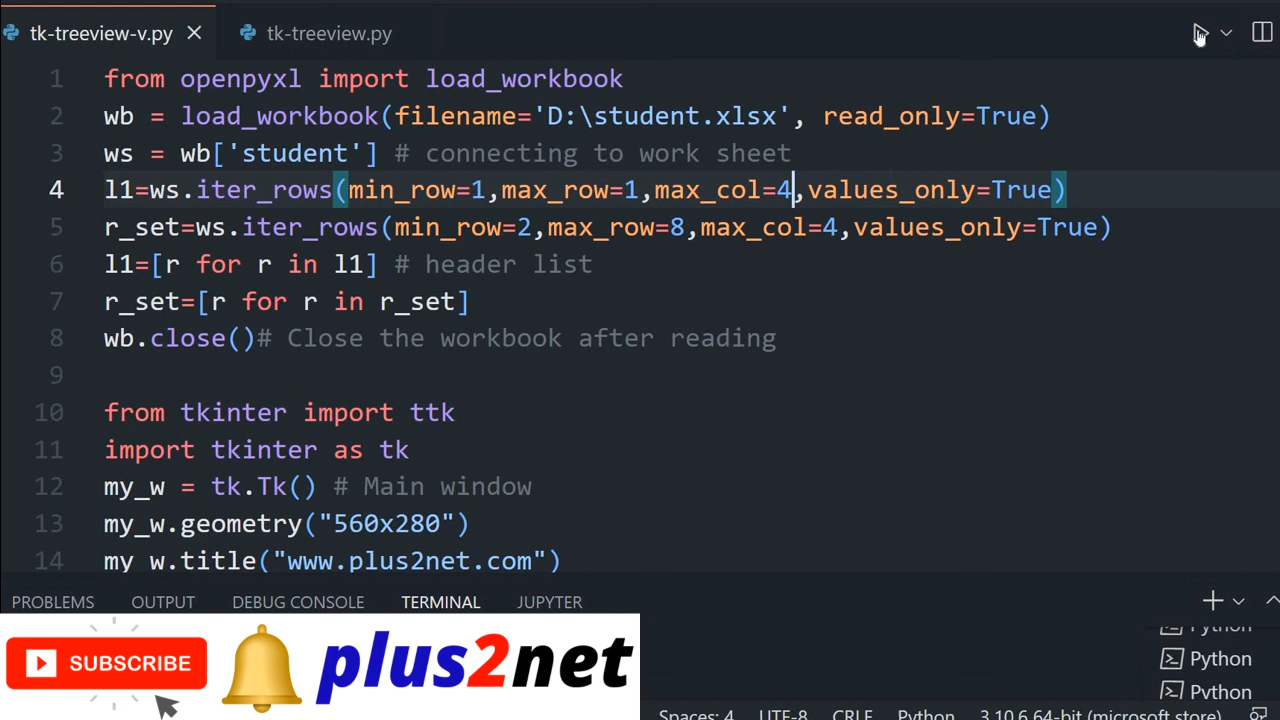 tk-treeview-v.py
tk-treeview.py
1 from openpyxl import load_workbook
2 wb = load_workbook(filename='D:\student.xlsx', read_only=True)
3 ws = wb['student'] # connecting to work sheet
4 l1=ws.iter_rows(min_row=1,max_row=1,max_col=4,values_only=True)
5 r_set=ws.iter_rows(min_row=2,max_row=8,max_col=4,values_only=True)
6 l1=[r for r in l1] # header list
7 r_set=[r for r in r_set]
8 wb.close()# Close the workbook after reading
9
10 from tkinter import ttk
11 import tkinter as tk
12 my_w = tk.Tk() # Main window
13 my_w.geometry("560x280")
14 my_w.title("www.plus2net.com")
PROBLEMS OUTPUT DEBUG CONSOLE TERMINAL JUPYTER
Python
Python
Python
SUBSCRIBE
plus2net
Spaces: 4 UTF-8 CRLF Python 3.10.6 64-bit (microsoft store)